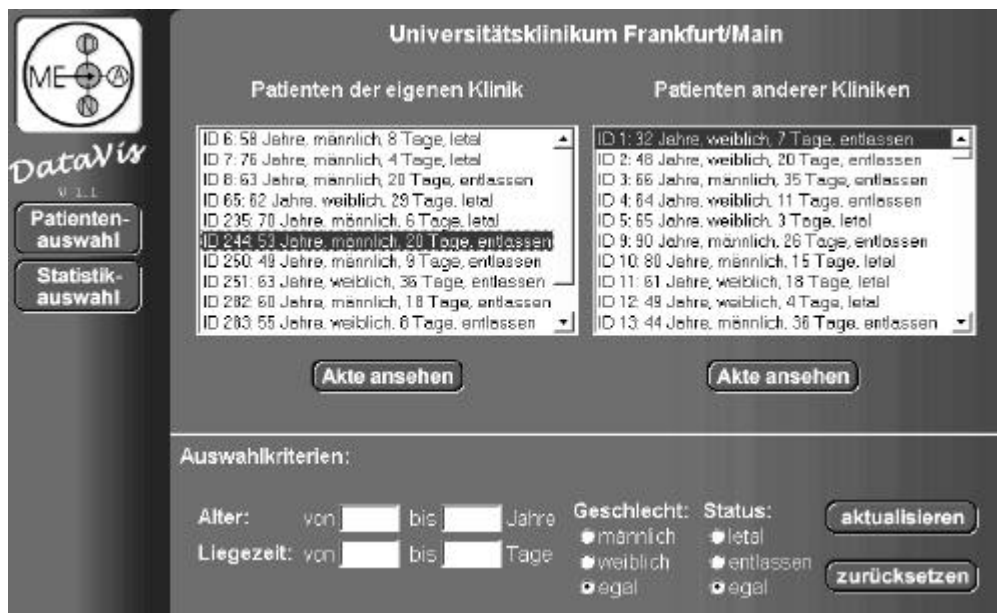 Universitätsklinikum Frankfurt/Main
ME
D
A
N
DataVis
V 1.1
Patienten-
auswahl
Statistik-
auswahl
Patienten der eigenen Klinik
ID 6: 58 Jahre, männlich, 8 Tage, letal
ID 7: 76 Jahre, männlich, 4 Tage, letal
ID 8: 63 Jahre, männlich, 20 Tage, entlassen
ID 65: 62 Jahre, weiblich, 29 Tage, letal
ID 235: 70 Jahre, männlich, 6 Tage, letal
ID 244: 53 Jahre, männlich, 20 Tage, entlassen
ID 250: 49 Jahre, männlich, 9 Tage, entlassen
ID 251: 63 Jahre, weiblich, 36 Tage, entlassen
ID 282: 60 Jahre, männlich, 18 Tage, entlassen
ID 283: 55 Jahre, weiblich, 8 Tage, entlassen
Akte ansehen
Patienten anderer Kliniken
ID 1: 32 Jahre, weiblich, 7 Tage, entlassen
ID 2: 48 Jahre, weiblich, 20 Tage, entlassen
ID 3: 66 Jahre, männlich, 35 Tage, entlassen
ID 4: 64 Jahre, weiblich, 11 Tage, entlassen
ID 5: 65 Jahre, weiblich, 3 Tage, letal
ID 9: 90 Jahre, männlich, 26 Tage, entlassen
ID 10: 80 Jahre, männlich, 15 Tage, letal
ID 11: 61 Jahre, weiblich, 18 Tage, letal
ID 12: 49 Jahre, weiblich, 4 Tage, letal
ID 13: 44 Jahre, männlich, 36 Tage, entlassen
Akte ansehen
Auswahlkriterien:
Alter: von bis Jahre
Liegezeit: von bis Tage
Geschlecht:
männlich
weiblich
egal
Status:
letal
entlassen
egal
aktualisieren
zurücksetzen